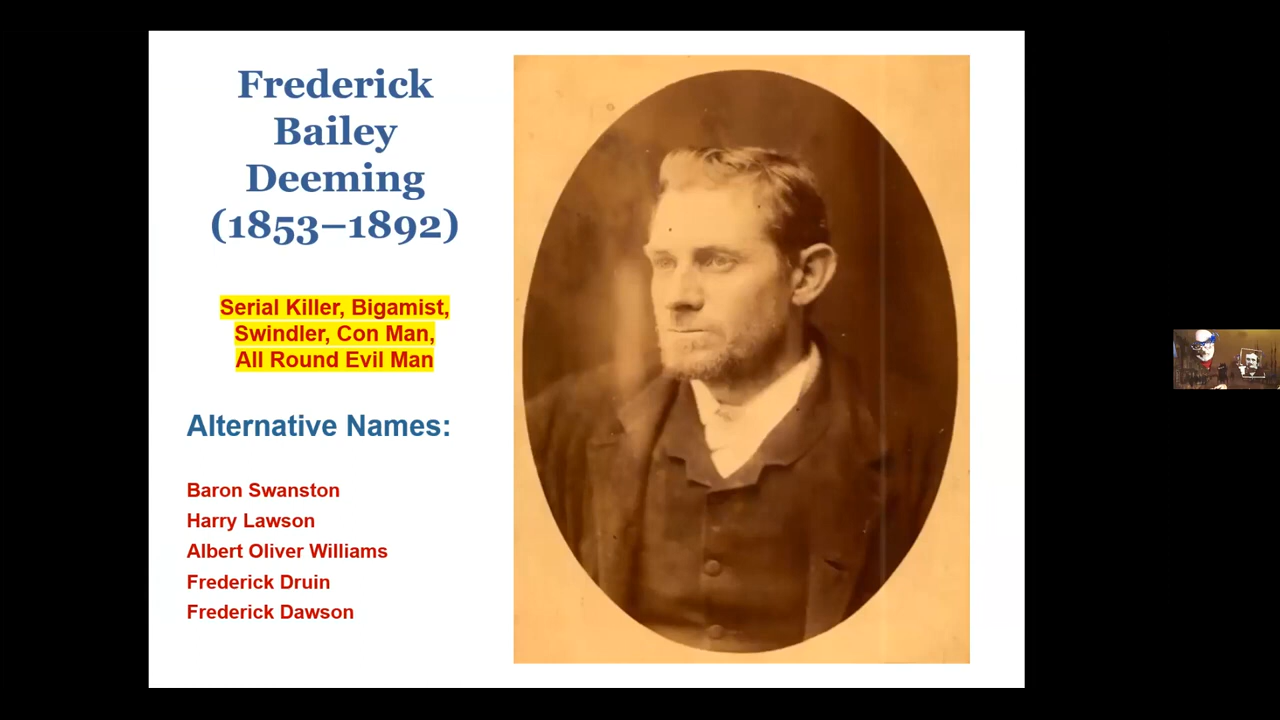 Frederick
Bailey
Deeming
(1853–1892)
Serial Killer, Bigamist,
Swindler, Con Man,
All Round Evil Man
Alternative Names:
Baron Swanston
Harry Lawson
Albert Oliver Williams
Frederick Druin
Frederick Dawson